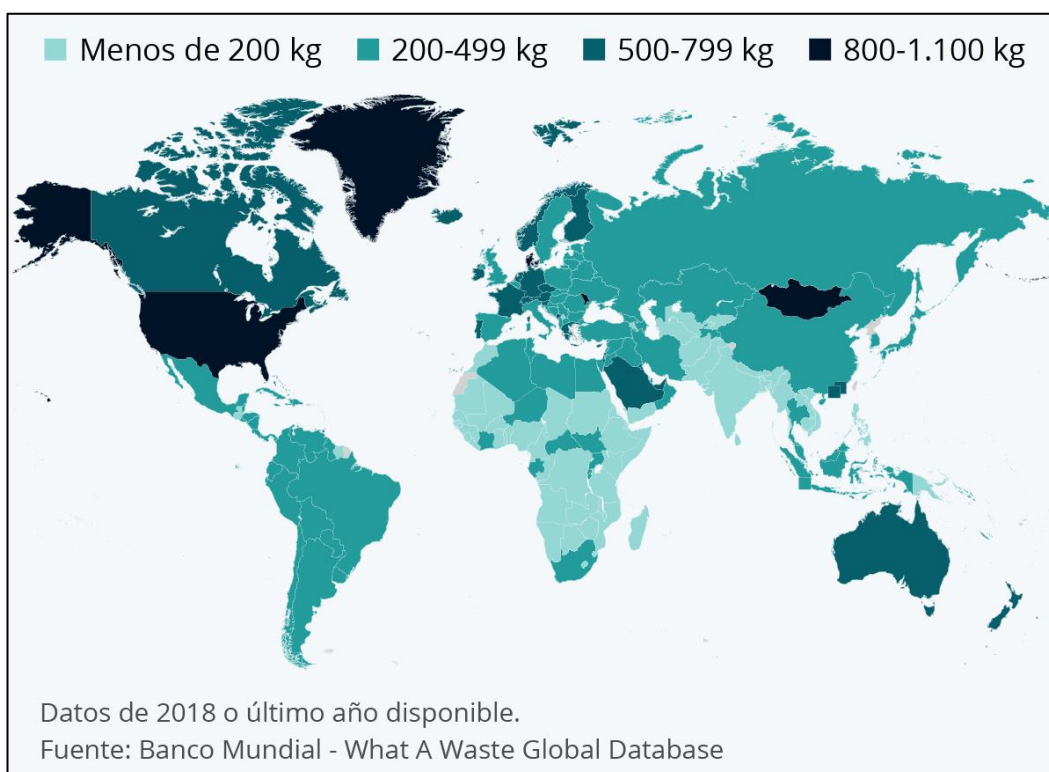 Menos de 200 kg 200-499 kg 500-799 kg 800-1.100 kg
Datos de 2018 o último año disponible.
Fuente: Banco Mundial - What A Waste Global Database